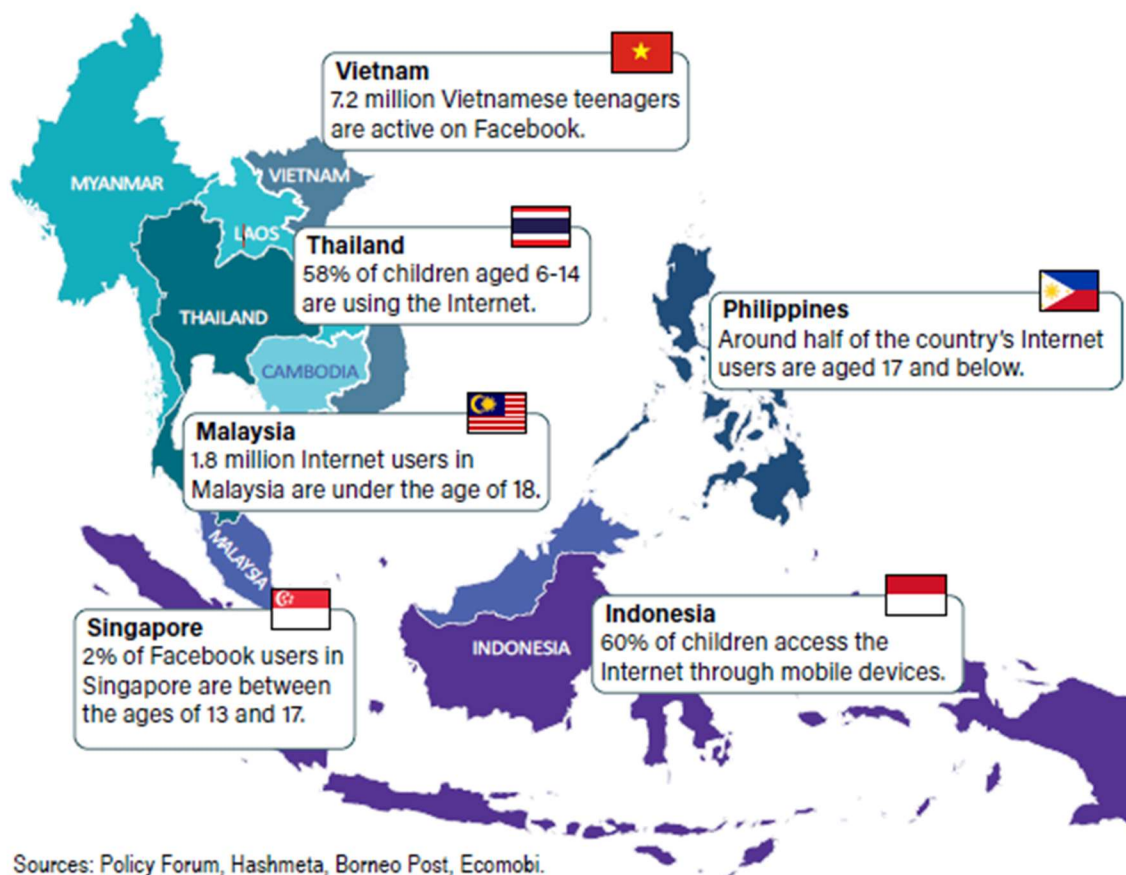 Vietnam
7.2 million Vietnamese teenagers
are active on Facebook.
MYANMAR
VIETNAM
LAOS
Thailand
58% of children aged 6-14
are using the Internet.
THAILAND
Philippines
Around half of the country's Internet
users are aged 17 and below.
CAMBODIA
Malaysia
1.8 million Internet users in
Malaysia are under the age of 18.
MALAYSIA
Singapore
2% of Facebook users in
Singapore are between
the ages of 13 and 17.
INDONESIA
Indonesia
60% of children access the
Internet through mobile devices.
Sources: Policy Forum, Hashmeta, Borneo Post, Ecomobi.